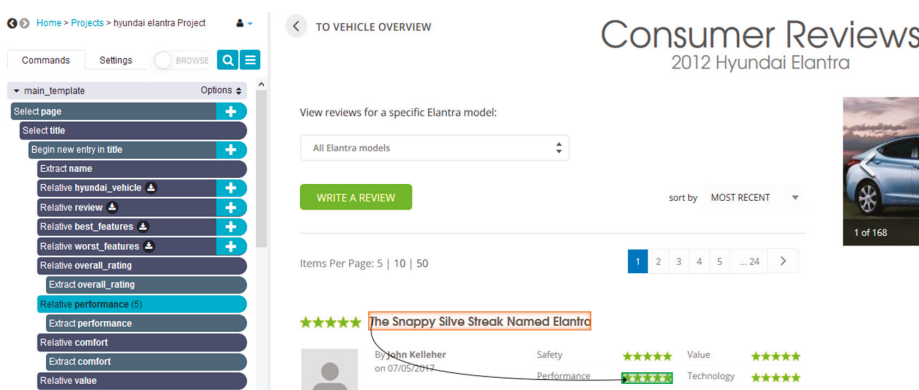 Home > Projects > hyundai elantra Project
Commands
Settings
BROWSE
main_template
Options
Select page
Select title
Begin new entry in title
Extract name
Relative hyundai_vehicle
Relative review
Relative best_features
Relative worst_features
Relative overall_rating
Extract overall_rating
Relative performance (5)
Extract performance
Relative comfort
Extract comfort
Relative value
TO VEHICLE OVERVIEW
Consumer Reviews
2012 Hyundai Elantra
View reviews for a specific Elantra model:
All Elantra models
WRITE A REVIEW
sort by MOST RECENT
1 of 168
Items Per Page: 5 | 10 | 50
1 2 3 4 5 ... 24 >
The Snappy Silve Streak Named Elantra
By John Kelleher
on 07/05/2017
Safety
Value
Performance
Technology